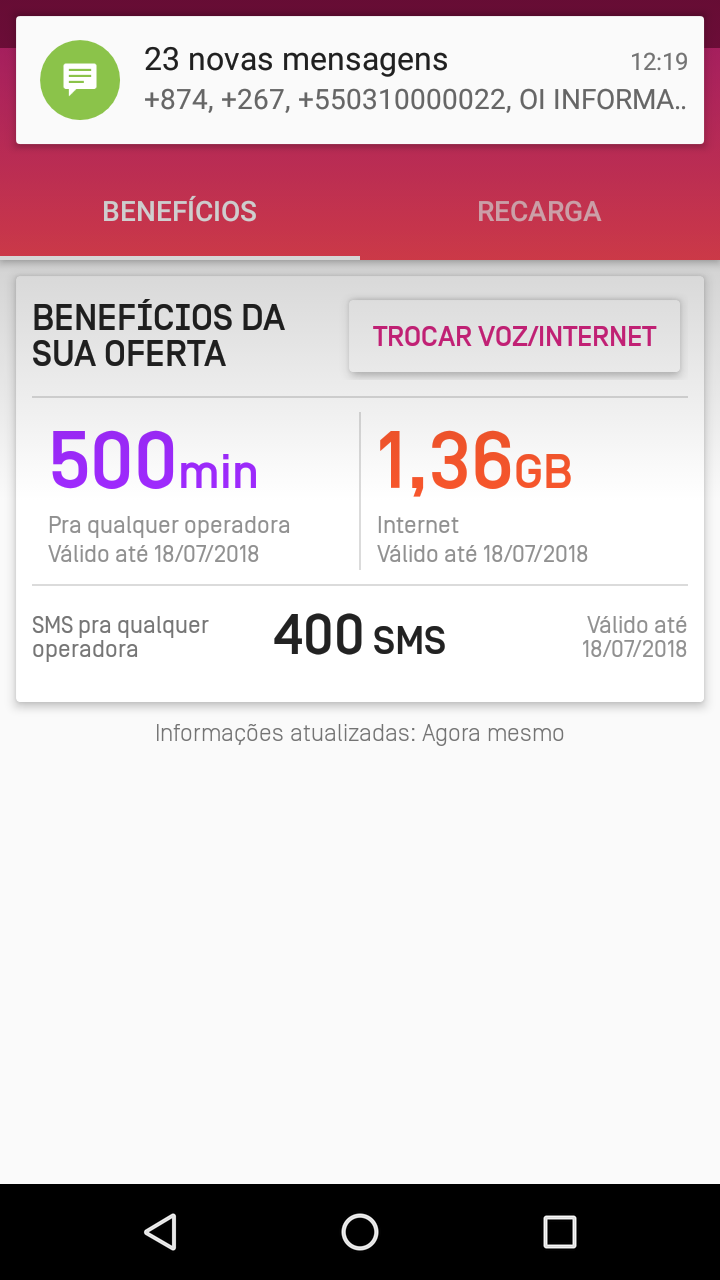 23 novas mensagens 12:19
+874, +267, +550310000022, OI INFORMA..
BENEFÍCIOS RECARGA
BENEFÍCIOS DA
SUA OFERTA
TROCAR VOZ/INTERNET
500min
Pra qualquer operadora
Válido até 18/07/2018
1,36GB
Internet
Válido até 18/07/2018
SMS pra qualquer
operadora
400 SMS
Válido até
18/07/2018
Informações atualizadas: Agora mesmo